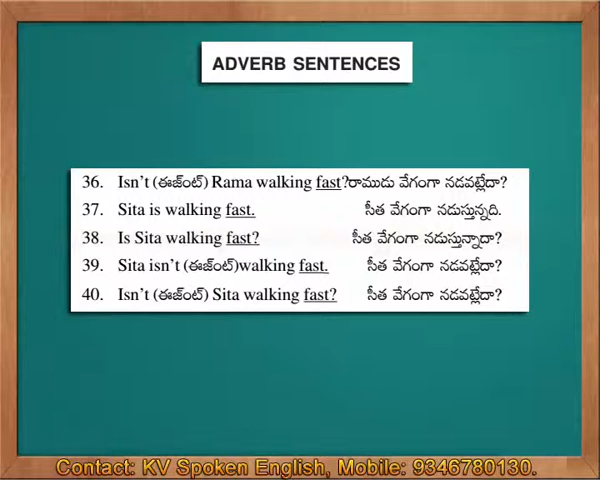 ADVERB SENTENCES
36. Isn't (ఈజ్ంట్) Rama walking fast?రాముడు వేగంగా నడవట్లేదా?
37. Sita is walking fast. సీత వేగంగా నడుస్తున్నది.
38. Is Sita walking fast? సీత వేగంగా నడుస్తున్నాదా?
39. Sita isn't (ఈజ్ంట్)walking fast. సీత వేగంగా నడవట్లేదా?
40. Isn't (ఈజ్ంట్) Sita walking fast? సీత వేగంగా నడవట్లేదా?
Contact: KV Spoken English, Mobile: 9346780130.